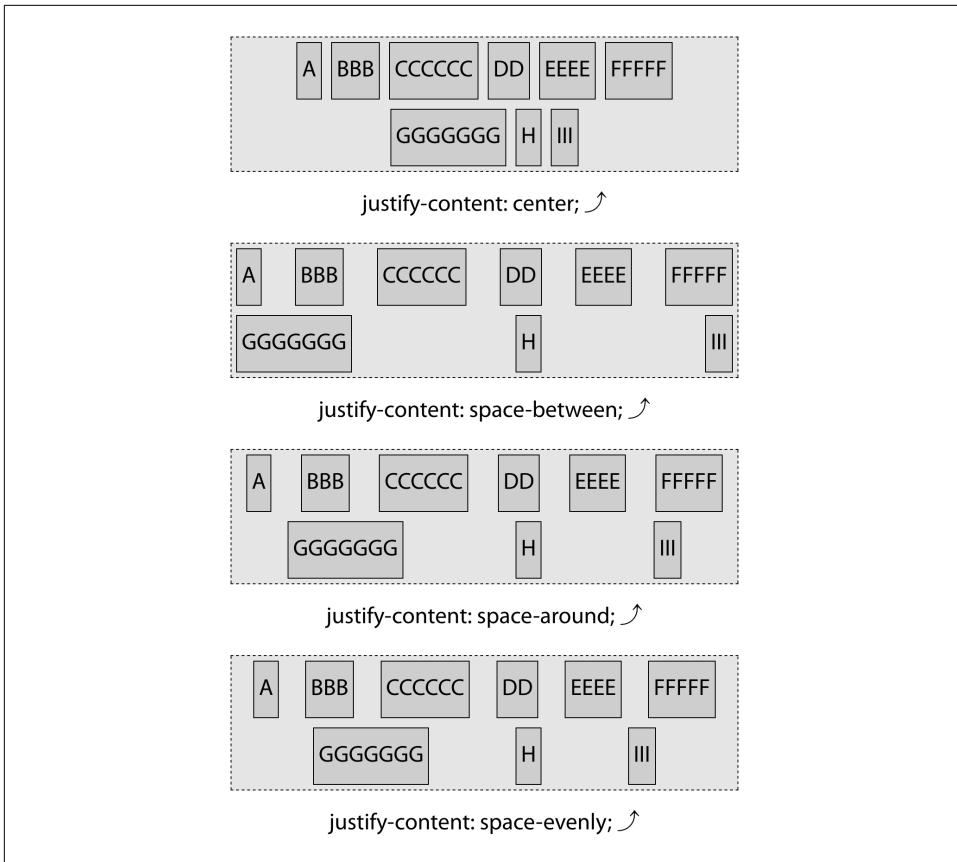 A BBB CCCCCC DD EEEE FFFFF
GGGGGGG H III
justify-content: center;
A BBB CCCCCC DD EEEE FFFFF
GGGGGGG H III
justify-content: space-between;
A BBB CCCCCC DD EEEE FFFFF
GGGGGGG H III
justify-content: space-around;
A BBB CCCCCC DD EEEE FFFFF
GGGGGGG H III
justify-content: space-evenly;